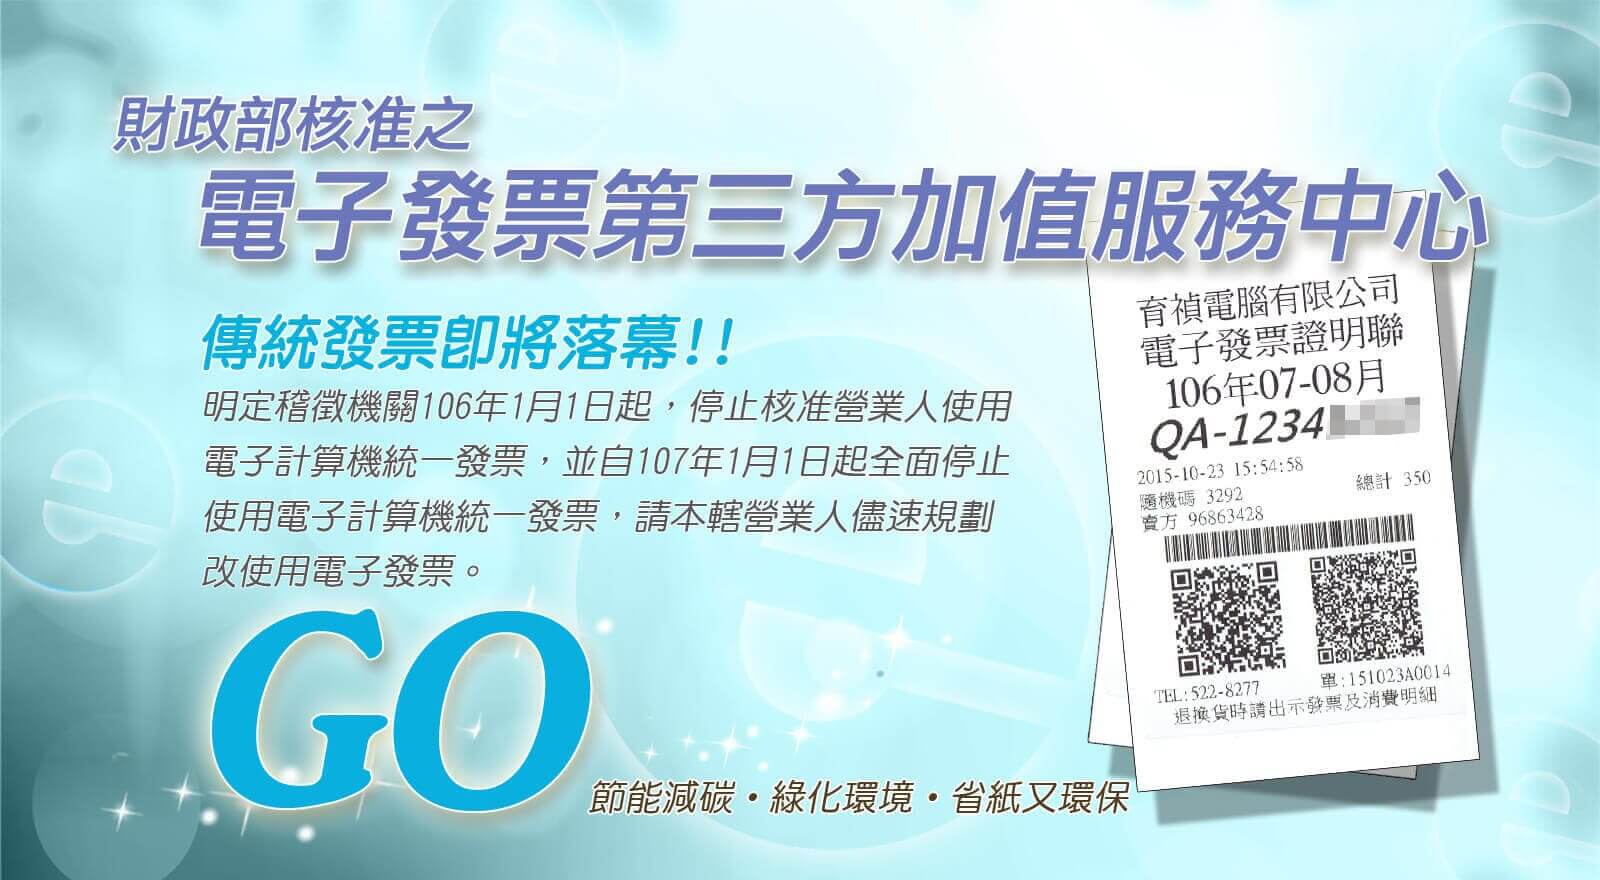 財政部核准之
電子發票第三方加值服務中心
傳統發票即將落幕!!
明定稽徵機關106年1月1日起，停止核准營業人使用
電子計算機統一發票，並自107年1月1日起全面停止
使用電子計算機統一發票，請本轄營業人儘速規劃
改使用電子發票。
GO
節能減碳·綠化環境·省紙又環保
育禎電腦有限公司
電子發票證明聯
106年07-08月
QA-1234
2015-10-23 15:54:58
隨機碼 3292 總計 350
賣方 96863428
TEL:522-8277 單:151023A0014
退換貨時請出示發票及消費明細